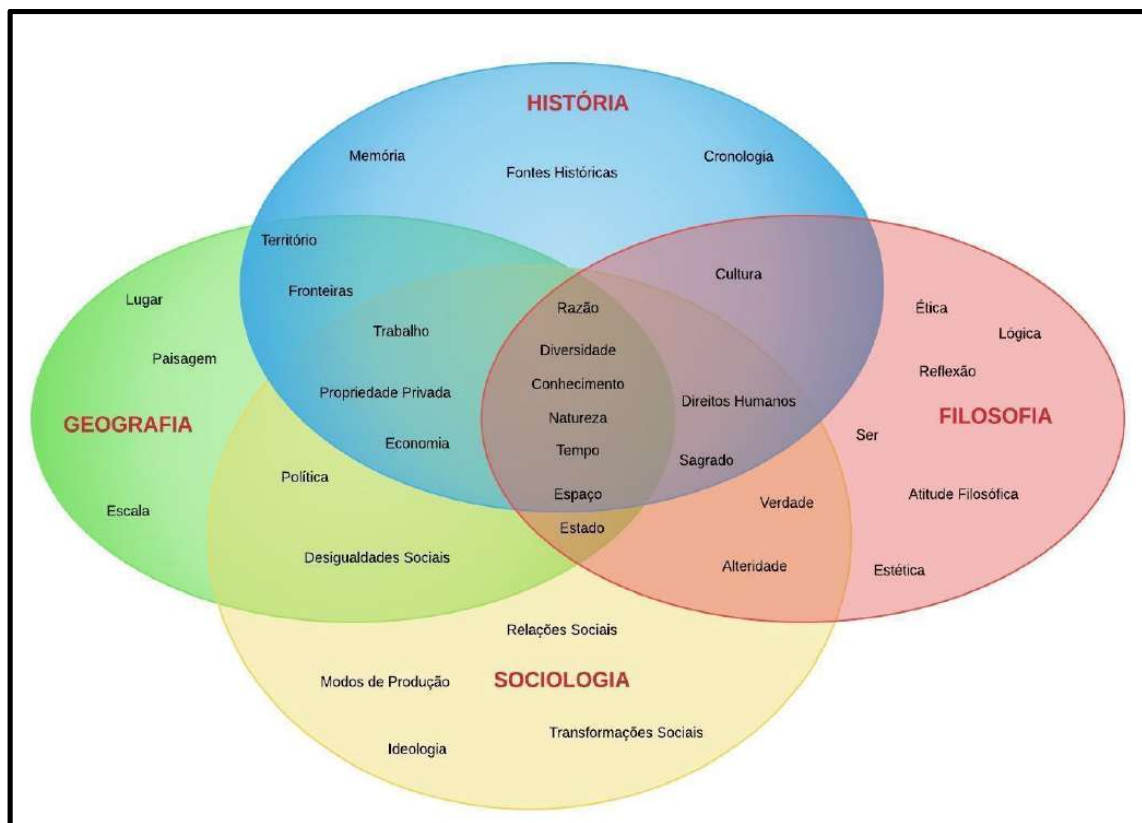 HISTÓRIA
Memória
Fontes Históricas
Cronologia
Território
Fronteiras
Cultura
Lugar
Paisagem
Trabalho
Razão
Diversidade
Conhecimento
Natureza
Tempo
Espaço
Estado
Ética
Lógica
Reflexão
Propriedade Privada
Direitos Humanos
GEOGRAFIA
FILOSOFIA
Economia
Sagrado
Ser
Política
Verdade
Atitude Filosófica
Escala
Desigualdades Sociais
Alteridade
Estética
Relações Sociais
Modos de Produção
SOCIOLOGIA
Ideologia
Transformações Sociais